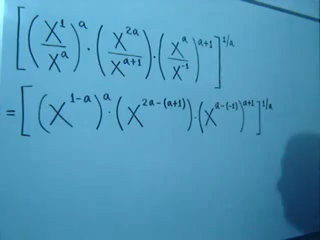 [(X^1/X^a)^a · (X^{2a}/X^{a+1}) · (X^a/X^{-1})^{a+1}]^{1/a}
= [(X^{1-a})^a · (X^{2a-(a+1)}) · (X^{a-(-1)})^{a+1}]^{1/a}